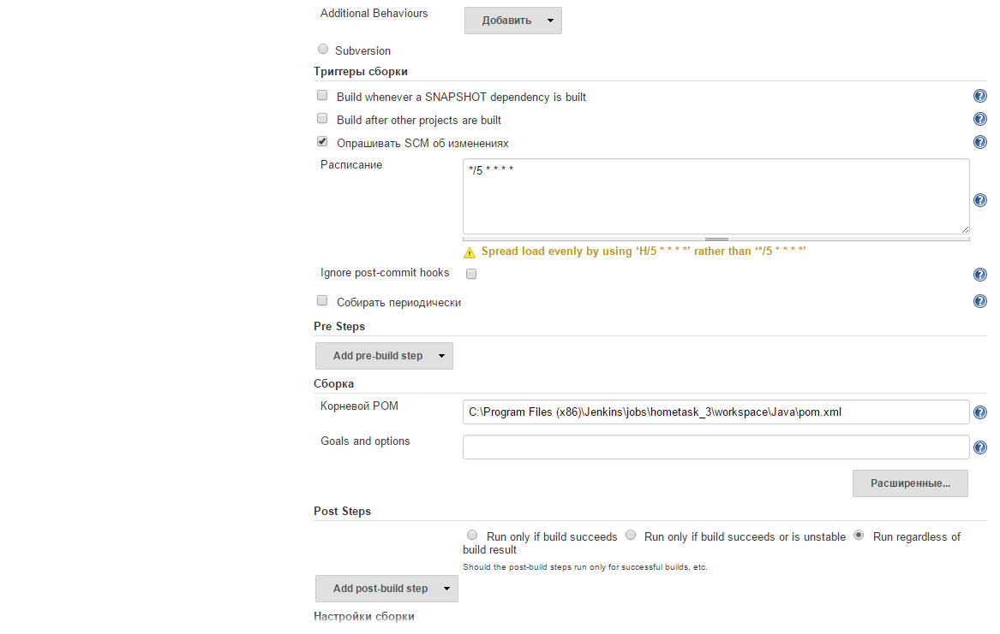 Additional Behaviours
Добавить
Subversion
Триггеры сборки
Build whenever a SNAPSHOT dependency is built
Build after other projects are built
Опрашивать SCM об изменениях
Расписание
*/5 * * * *
Spread load evenly by using ‘H/5 * * * *’ rather than ‘*/5 * * * *’
Ignore post-commit hooks
Собирать периодически
Pre Steps
Add pre-build step
Сборка
Корневой POM
C:\Program Files (x86)\Jenkins\jobs\hometask_3\workspace\Java\pom.xml
Goals and options
Расширенные...
Post Steps
Run only if build succeeds Run only if build succeeds or is unstable Run regardless of
build result
Should the post-build steps run only for successful builds, etc.
Add post-build step
Настройки сборки